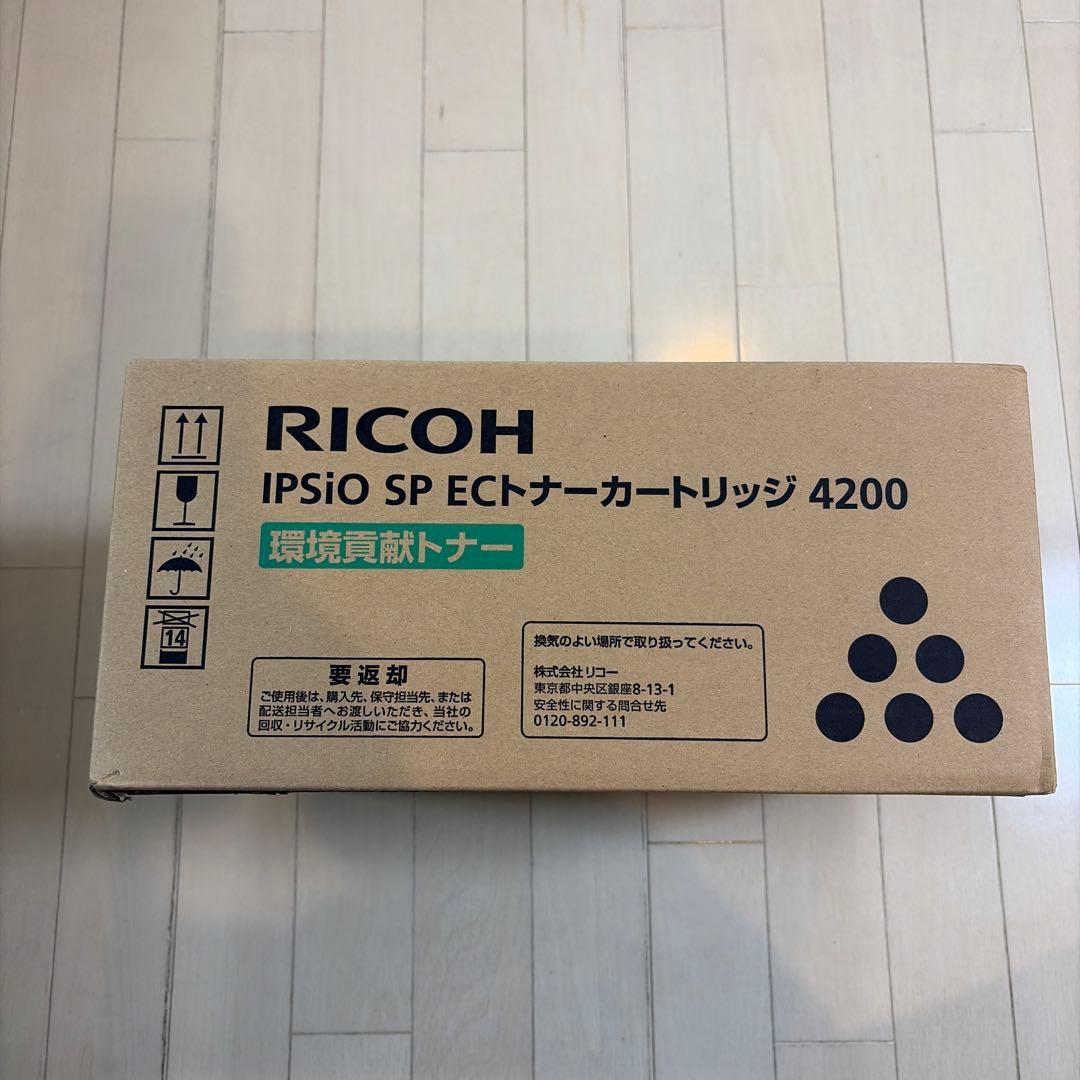 RICOH
IPSiO SP ECトナーカートリッジ 4200
環境貢献トナー
14
要返却
ご使用後は、購入先、保守担当先、または
配送担当者へお渡しいただき、当社の
回収・リサイクル活動にご協力ください。
換気のよい場所で取り扱ってください。
株式会社リコー
東京都中央区銀座8-13-1
安全性に関する問合せ先
0120-892-111